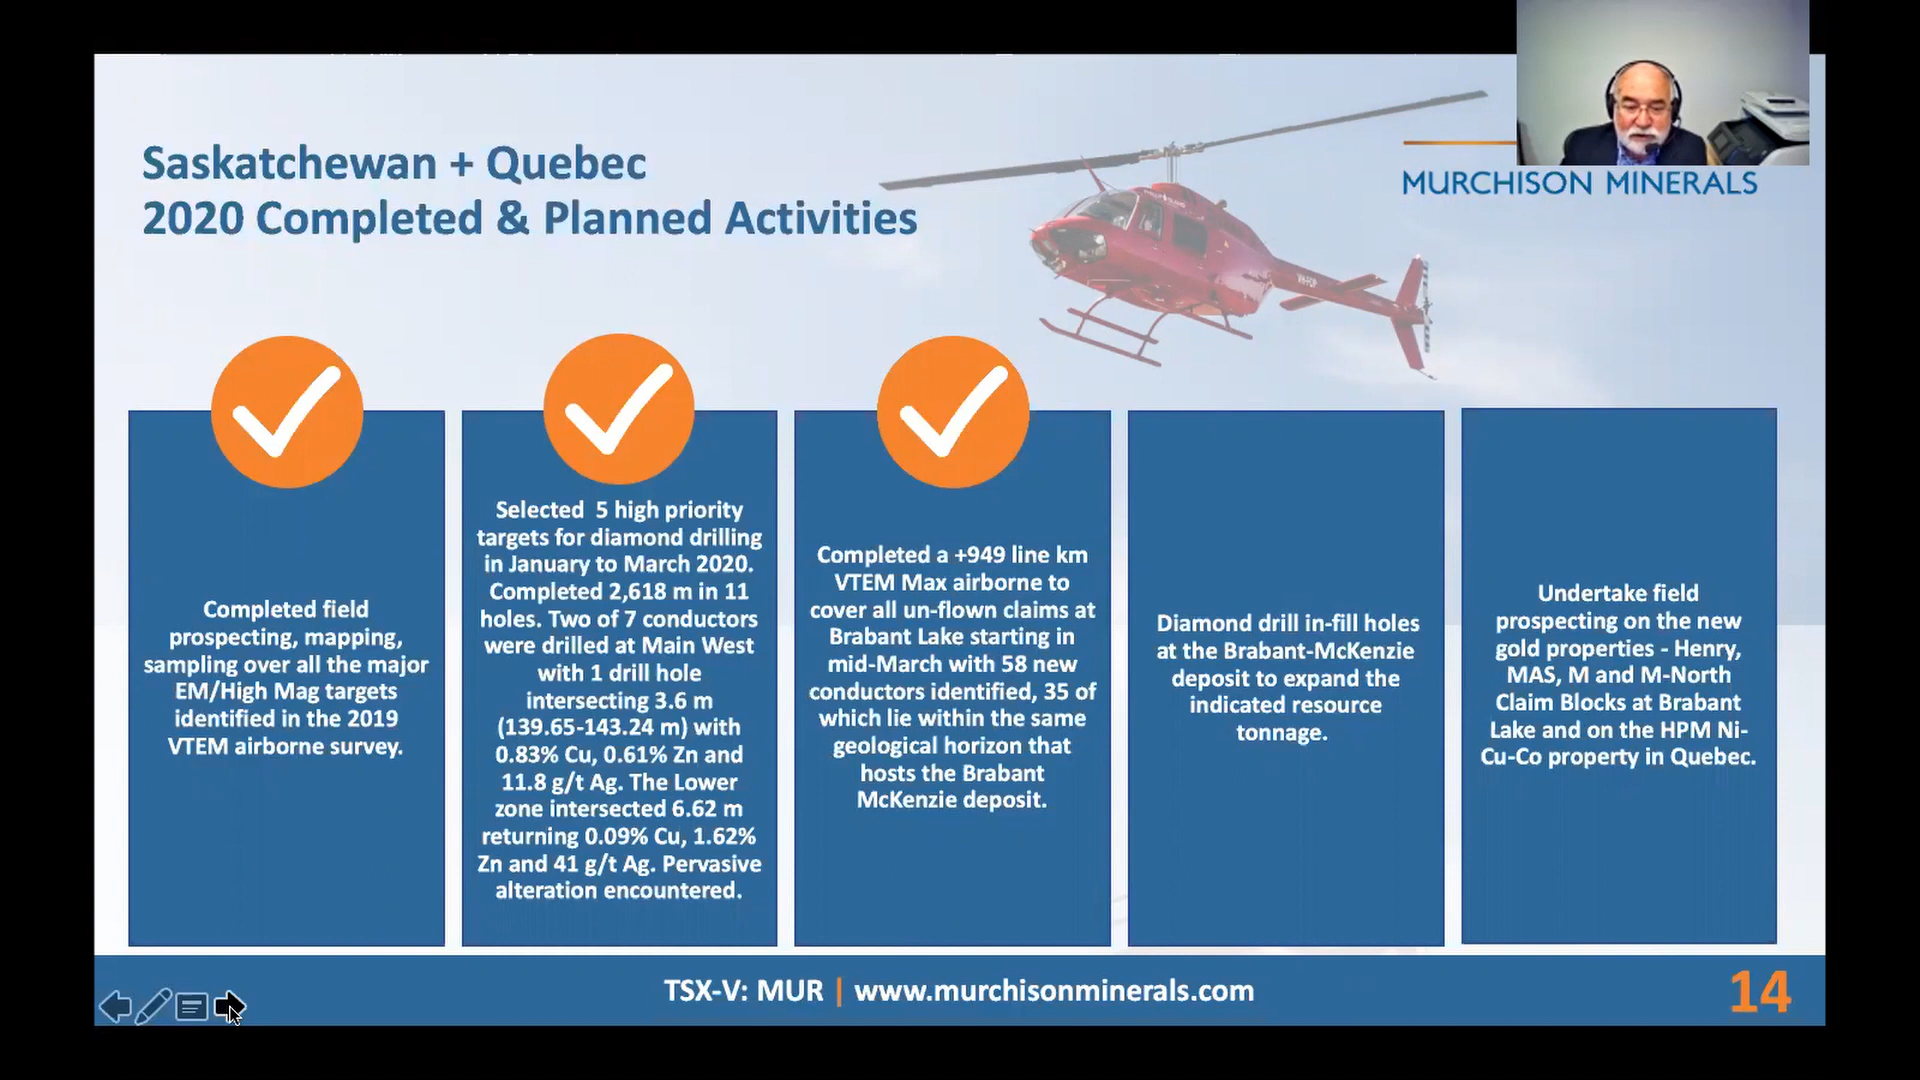 Saskatchewan + Quebec
2020 Completed & Planned Activities
MURCHISON MINERALS
Completed field
prospecting, mapping,
sampling over all the major
EM/High Mag targets
identified in the 2019
VTEM airborne survey.
Selected 5 high priority
targets for diamond drilling
in January to March 2020.
Completed 2,618 m in 11
holes. Two of 7 conductors
were drilled at Main West
with 1 drill hole
intersecting 3.6 m
(139.65-143.24 m) with
0.83% Cu, 0.61% Zn and
11.8 g/t Ag. The Lower
zone intersected 6.62 m
returning 0.09% Cu, 1.62%
Zn and 41 g/t Ag. Pervasive
alteration encountered.
Completed a +949 line km
VTEM Max airborne to
cover all un-flown claims at
Brabant Lake starting in
mid-March with 58 new
conductors identified, 35 of
which lie within the same
geological horizon that
hosts the Brabant
McKenzie deposit.
Diamond drill in-fill holes
at the Brabant-McKenzie
deposit to expand the
indicated resource
tonnage.
Undertake field
prospecting on the new
gold properties - Henry,
MAS, M and M-North
Claim Blocks at Brabant
Lake and on the HPM Ni-
Cu-Co property in Quebec.
TSX-V: MUR | www.murchisonminerals.com
14